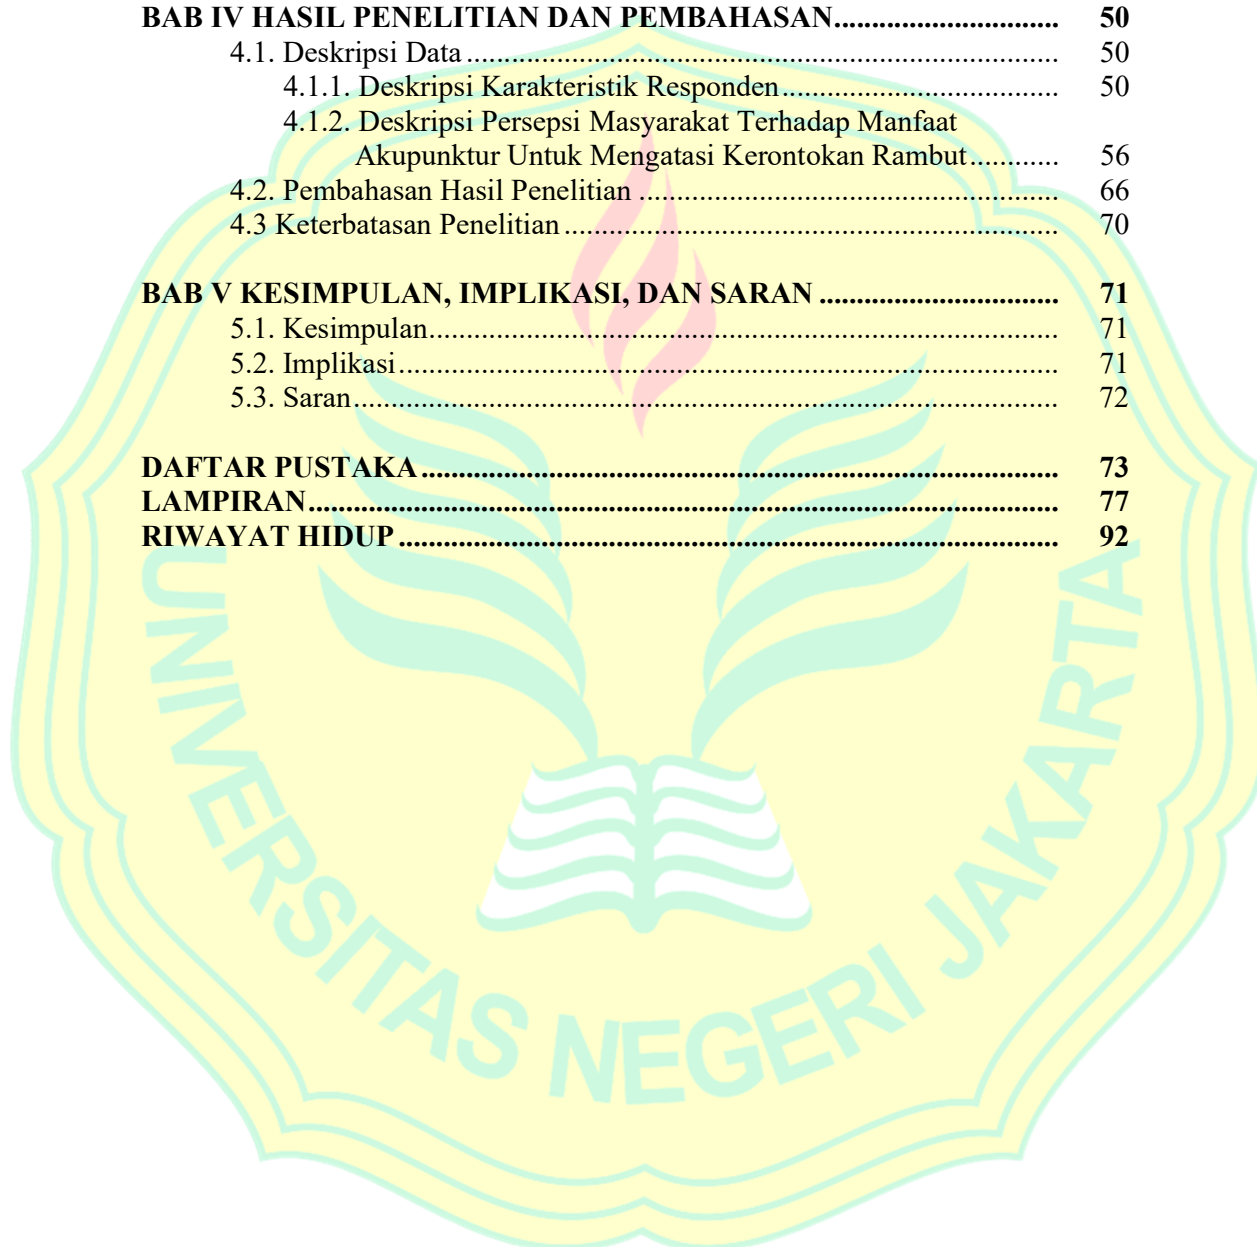 BAB IV HASIL PENELITIAN DAN PEMBAHASAN............................ 50
4.1. Deskripsi Data........................................................................... 50
4.1.1. Deskripsi Karakteristik Responden................................... 50
4.1.2. Deskripsi Persepsi Masyarakat Terhadap Manfaat
Akupunktur Untuk Mengatasi Kerontokan Rambut........... 56
4.2. Pembahasan Hasil Penelitian ..................................................... 66
4.3 Keterbatasan Penelitian............................................................... 70
BAB V KESIMPULAN, IMPLIKASI, DAN SARAN .............................. 71
5.1. Kesimpulan................................................................................ 71
5.2. Implikasi.................................................................................... 71
5.3. Saran.......................................................................................... 72
DAFTAR PUSTAKA................................................................................ 73
LAMPIRAN.............................................................................................. 77
RIWAYAT HIDUP................................................................................... 92
UNIVERSITAS NEGERI JAKARTA